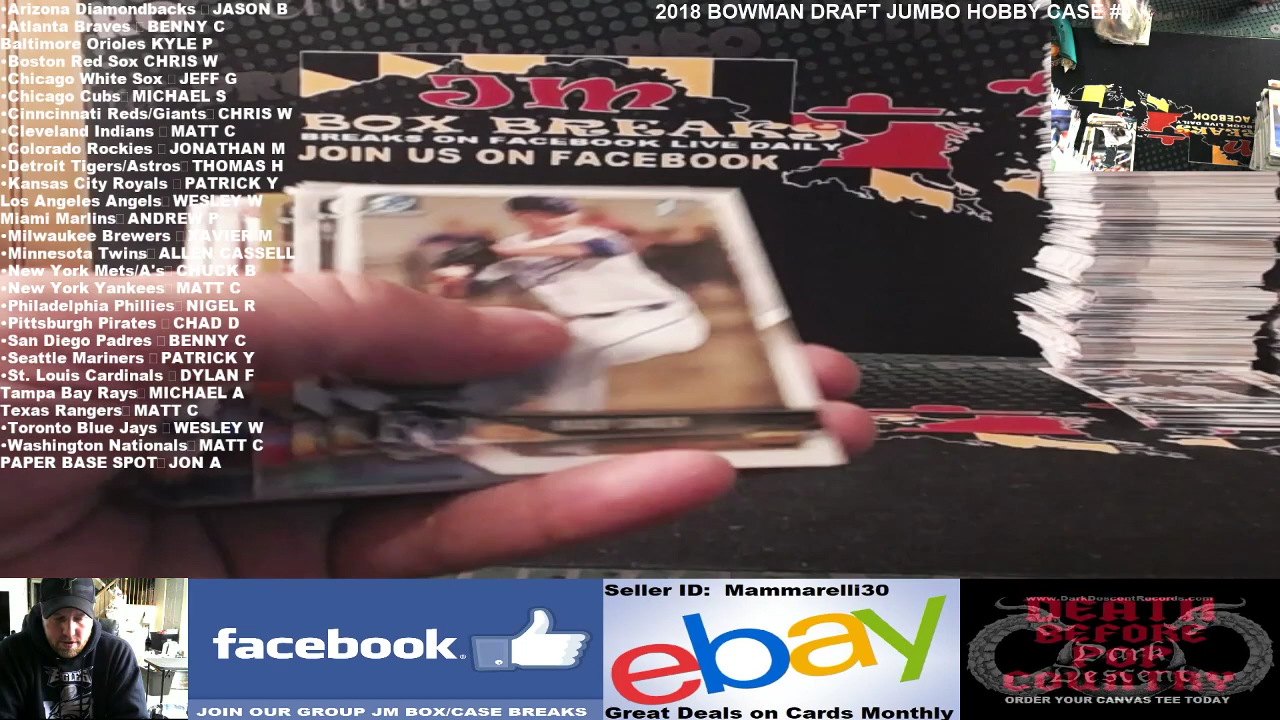 •Arizona Diamondbacks JASON B
•Atlanta Braves BENNY C
Baltimore Orioles KYLE P
•Boston Red Sox CHRIS W
•Chicago White Sox JEFF G
•Chicago Cubs MICHAEL S
•Cinncinnati Reds/Giants CHRIS W
•Cleveland Indians MATT C
•Colorado Rockies JONATHAN M
•Detroit Tigers/Astros THOMAS H
•Kansas City Royals PATRICK Y
Los Angeles Angels WESLEY W
Miami Marlins ANDREW P
•Milwaukee Brewers XAVIER M
•Minnesota Twins ALLEN CASSELL
•New York Mets/A's CHUCK B
•New York Yankees MATT C
•Philadelphia Phillies NIGEL R
•Pittsburgh Pirates CHAD D
•San Diego Padres BENNY C
•Seattle Mariners PATRICK Y
•St. Louis Cardinals DYLAN F
Tampa Bay Rays MICHAEL A
Texas Rangers MATT C
•Toronto Blue Jays WESLEY W
•Washington Nationals MATT C
PAPER BASE SPOT JON A
2018 BOWMAN DRAFT JUMBO HOBBY CASE #
JM
BOX BREAKS
BREAKS ON FACEBOOK LIVE DAILY
JOIN US ON FACEBOOK
facebook
JOIN OUR GROUP JM BOX/CASE BREAKS
Seller ID: Mammarelli30
ebay
Great Deals on Cards Monthly
www.DarkDescentRecords.com
DEATH
BEFORE
Dark
Descent
ORDER YOUR CANVAS TEE TODAY